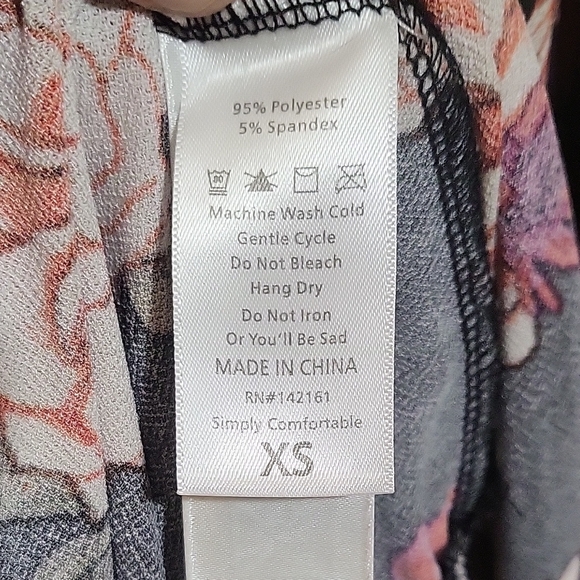 95% Polyester
5% Spandex
Machine Wash Cold
Gentle Cycle
Do Not Bleach
Hang Dry
Do Not Iron
Or You'll Be Sad
MADE IN CHINA
RN#142161
Simply Comfortable
XS